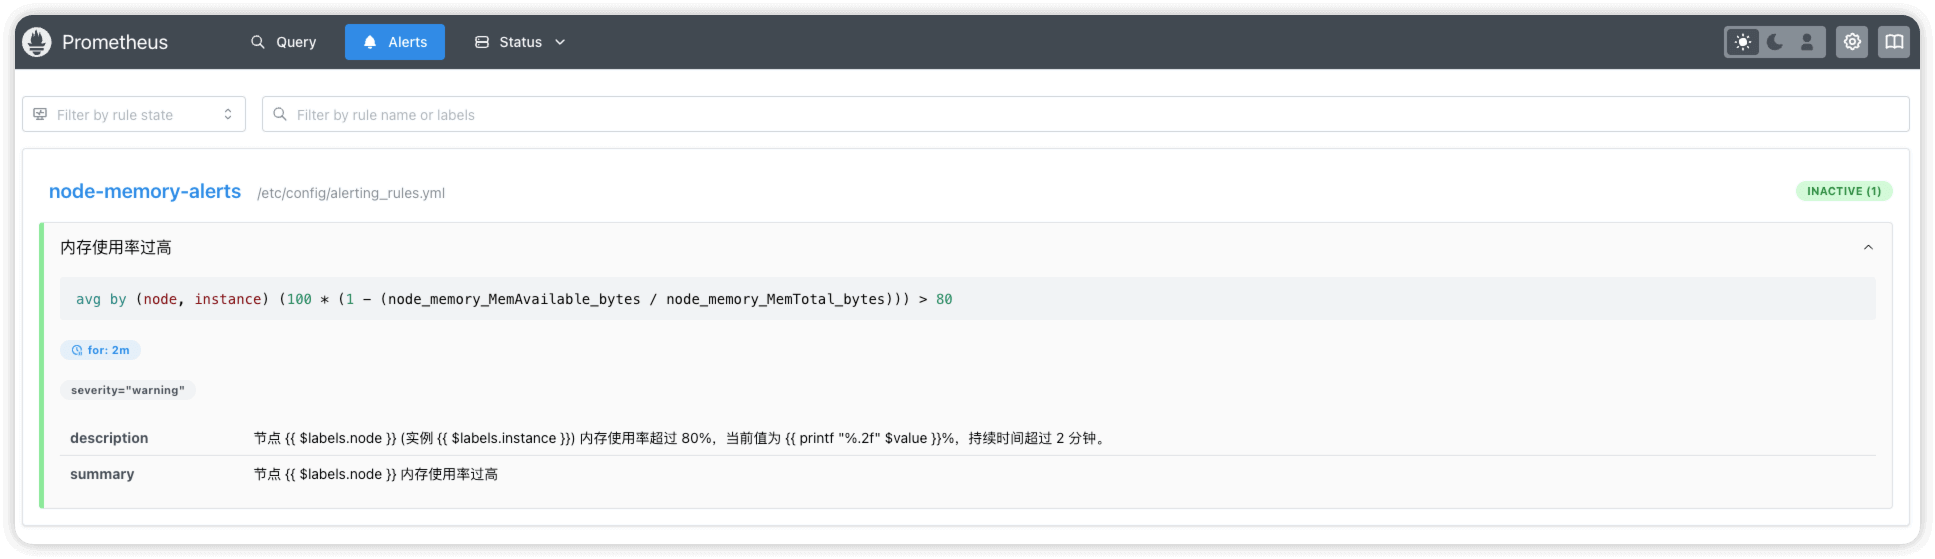 Prometheus
Query
Alerts
Status
Filter by rule state
Filter by rule name or labels
node-memory-alerts /etc/config/alerting_rules.yml
INACTIVE (1)
内存使用率过高
avg by (node, instance) (100 * (1 - (node_memory_MemAvailable_bytes / node_memory_MemTotal_bytes))) > 80
for: 2m
severity="warning"
description 节点 {{ $labels.node }} (实例 {{ $labels.instance }}) 内存使用率超过 80%，当前值为 {{ printf "%.2f" $value }}%，持续时间超过 2 分钟。
summary 节点 {{ $labels.node }} 内存使用率过高